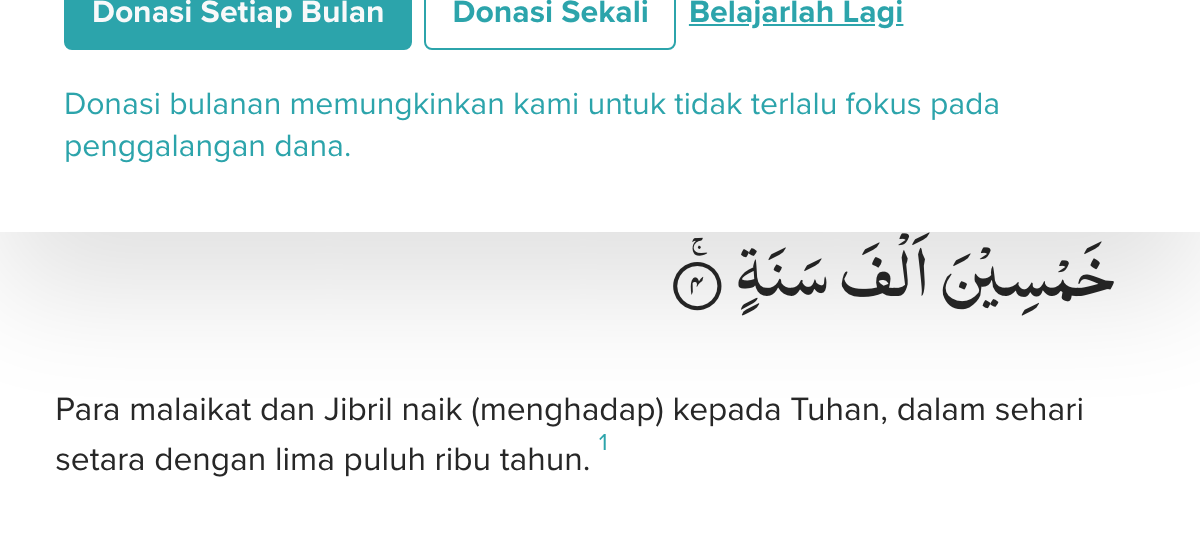 Donasi Setiap Bulan Donasi Sekali Belajarlah Lagi
Donasi bulanan memungkinkan kami untuk tidak terlalu fokus pada
penggalangan dana.
خَمْسِيْنَ اَلْفَ سَنَةٍۚ ۴
Para malaikat dan Jibril naik (menghadap) kepada Tuhan, dalam sehari
setara dengan lima puluh ribu tahun. 1